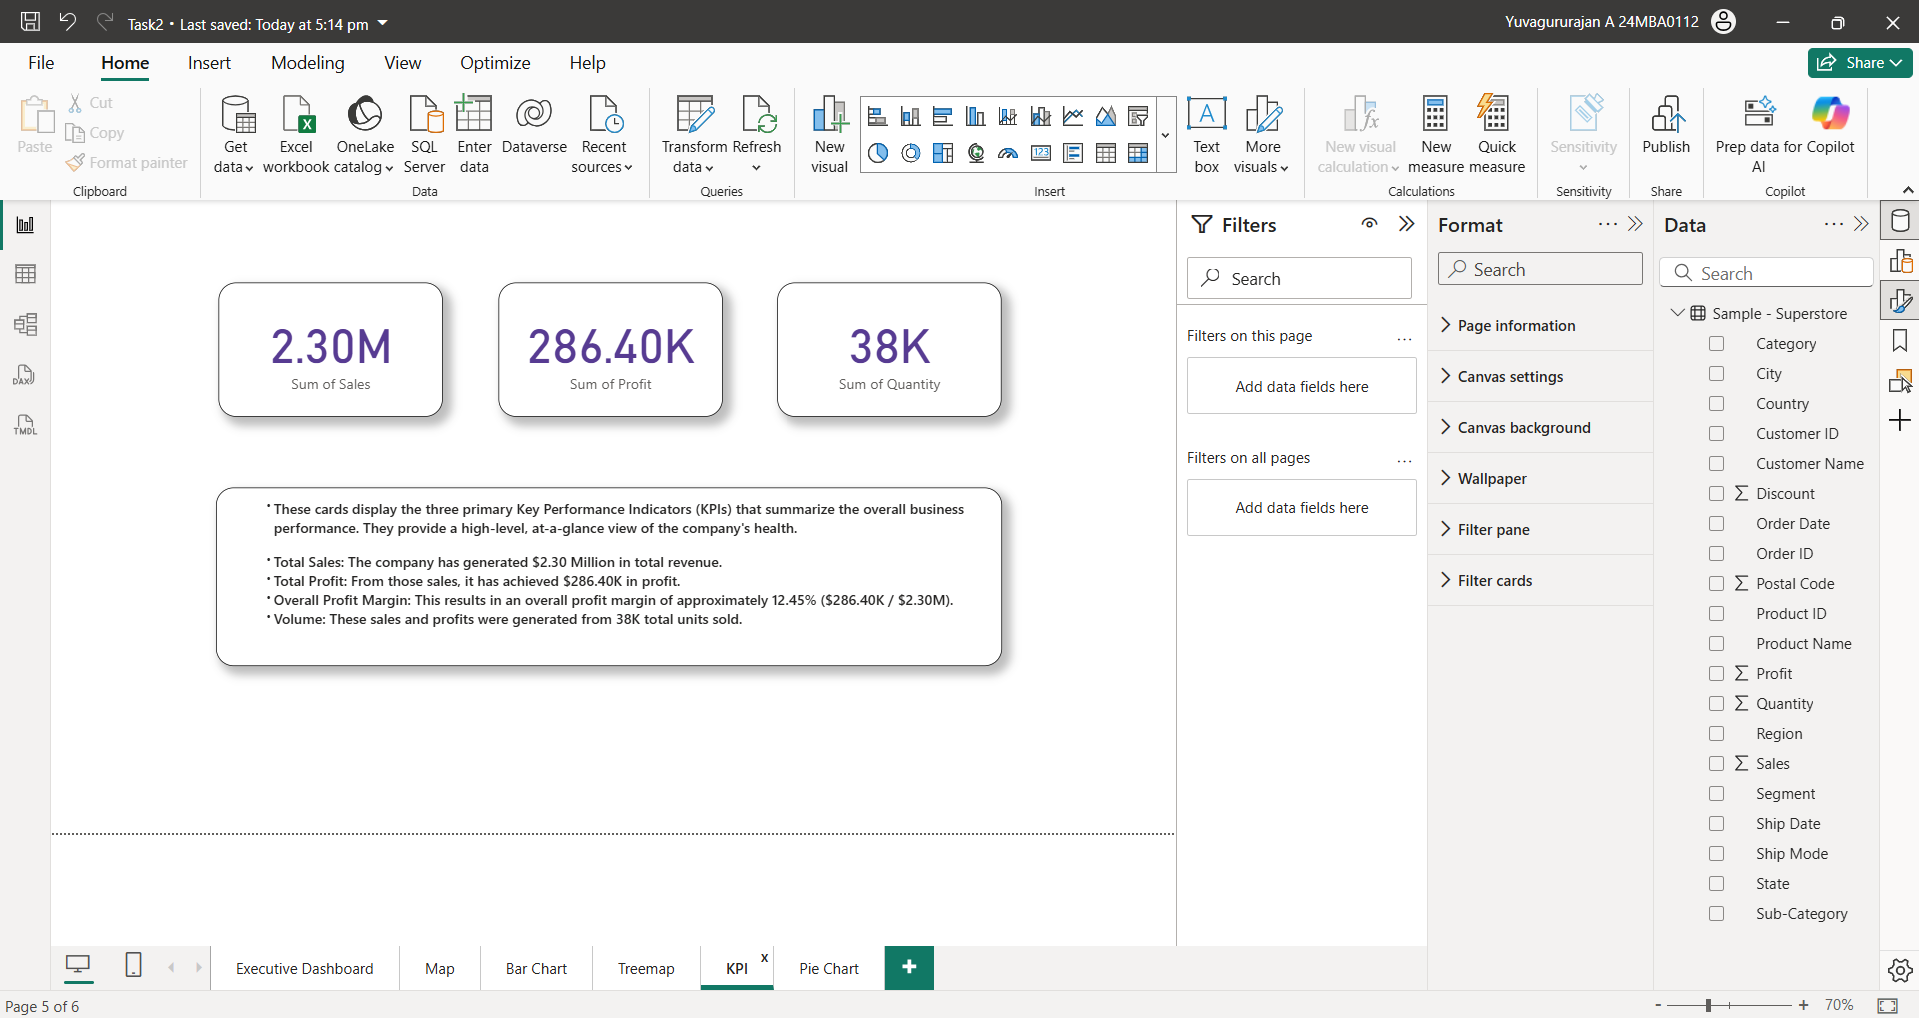 Task2 • Last saved: Today at 5:14 pm
Yuvagururajan A 24MBA0112
File
Home
Insert
Modeling
View
Optimize
Help
Share
Paste
Cut
Copy
Format painter
Clipboard
Get data
Excel workbook
OneLake catalog
SQL Server
Enter data
Dataverse
Recent sources
Data
Transform data
Refresh
Queries
New visual
123
Insert
A
Text box
More visuals
New visual calculation
New measure
Quick measure
Calculations
Sensitivity
Sensitivity
Publish
Share
Prep data for AI
Copilot
Copilot
DAX
TMDL
2.30M
Sum of Sales
286.40K
Sum of Profit
38K
Sum of Quantity
• These cards display the three primary Key Performance Indicators (KPIs) that summarize the overall business
performance. They provide a high-level, at-a-glance view of the company's health.
• Total Sales: The company has generated $2.30 Million in total revenue.
• Total Profit: From those sales, it has achieved $286.40K in profit.
• Overall Profit Margin: This results in an overall profit margin of approximately 12.45% ($286.40K / $2.30M).
• Volume: These sales and profits were generated from 38K total units sold.
Filters
Search
Filters on this page
...
Add data fields here
Filters on all pages
...
Add data fields here
Format
...
Search
Page information
Canvas settings
Canvas background
Wallpaper
Filter pane
Filter cards
Data
...
Search
Sample - Superstore
Category
City
Country
Customer ID
Customer Name
∑ Discount
Order Date
Order ID
∑ Postal Code
Product ID
Product Name
∑ Profit
∑ Quantity
Region
∑ Sales
Segment
Ship Date
Ship Mode
State
Sub-Category
Executive Dashboard
Map
Bar Chart
Treemap
KPI
x
Pie Chart
+
Page 5 of 6
- + 70%